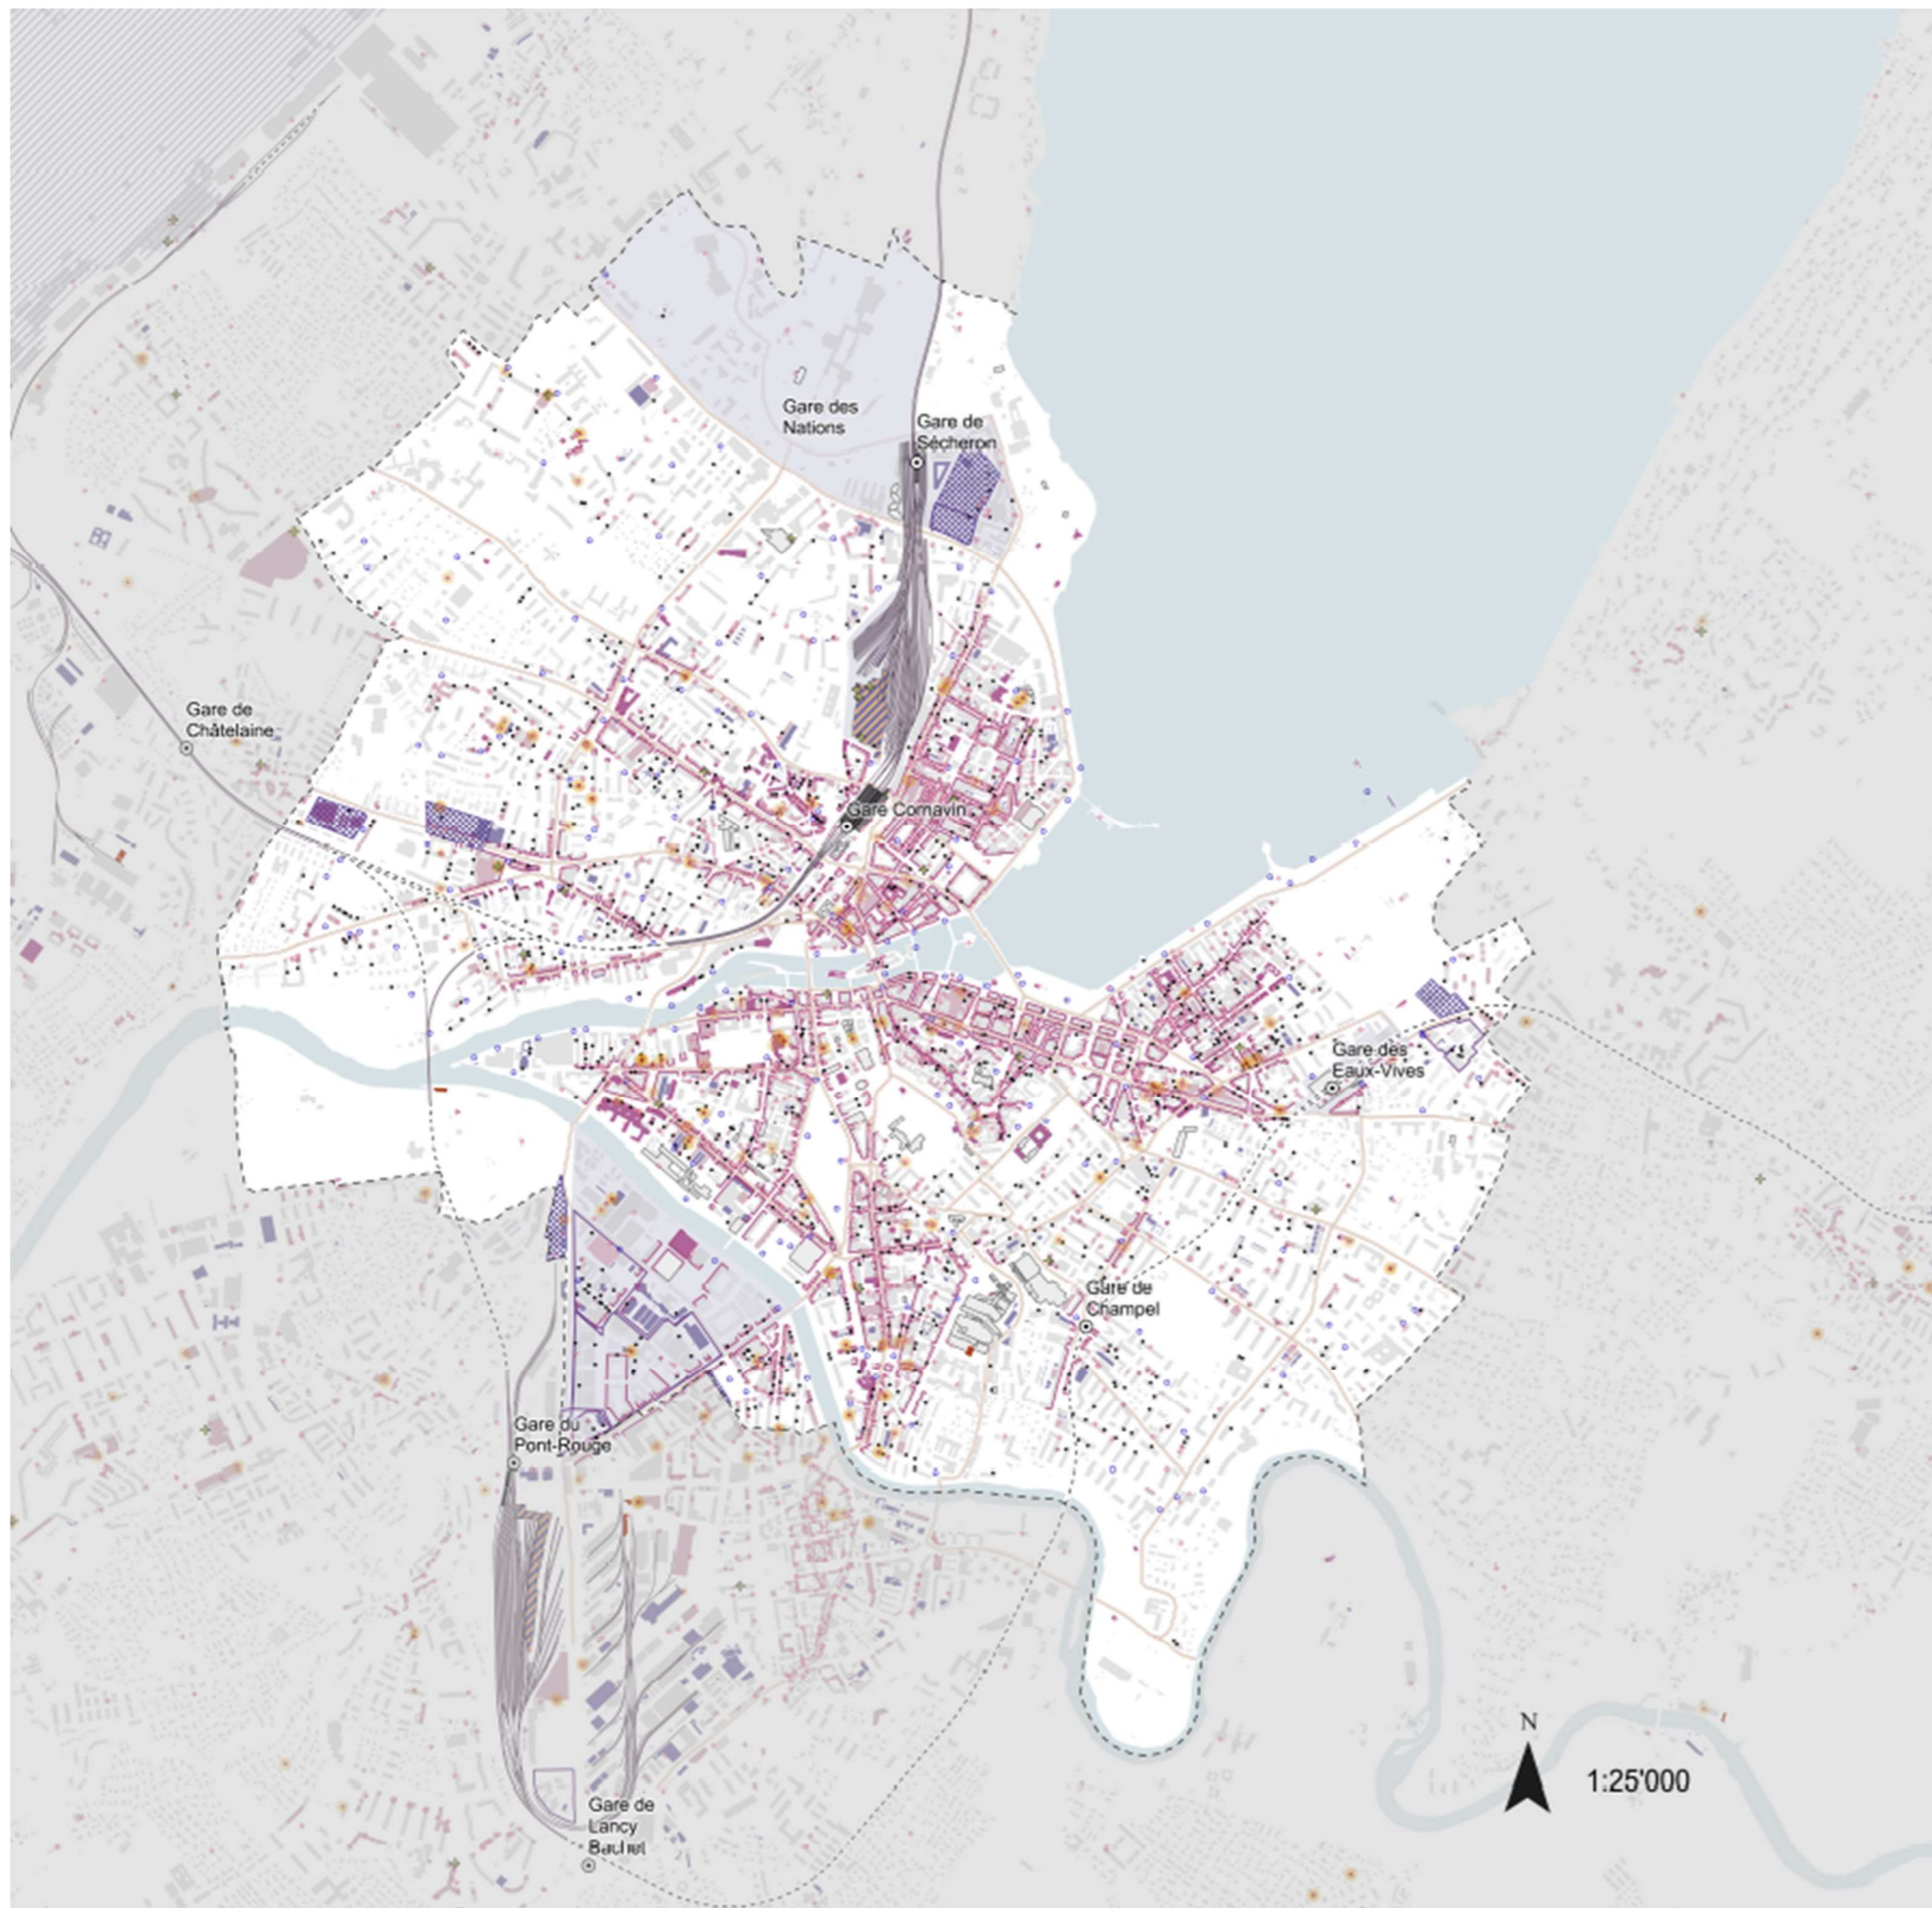 Gare des
Nations
Gare de
Sécheron
Gare de
Châtelaine
Gare Cornavin
Gare des
Eaux-Vives
Gare de
Champel
Gare du
Pont-Rouge
N
1:25'000
Gare de
Lancy